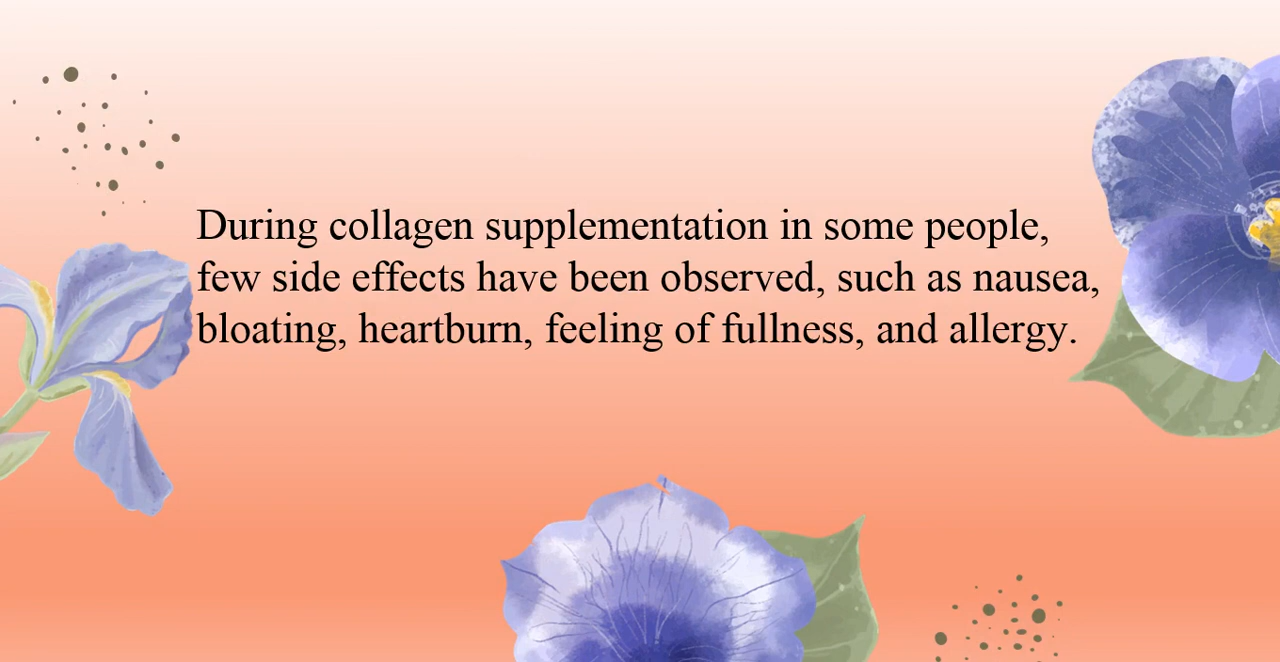 During collagen supplementation in some people,
few side effects have been observed, such as nausea,
bloating, heartburn, feeling of fullness, and allergy.